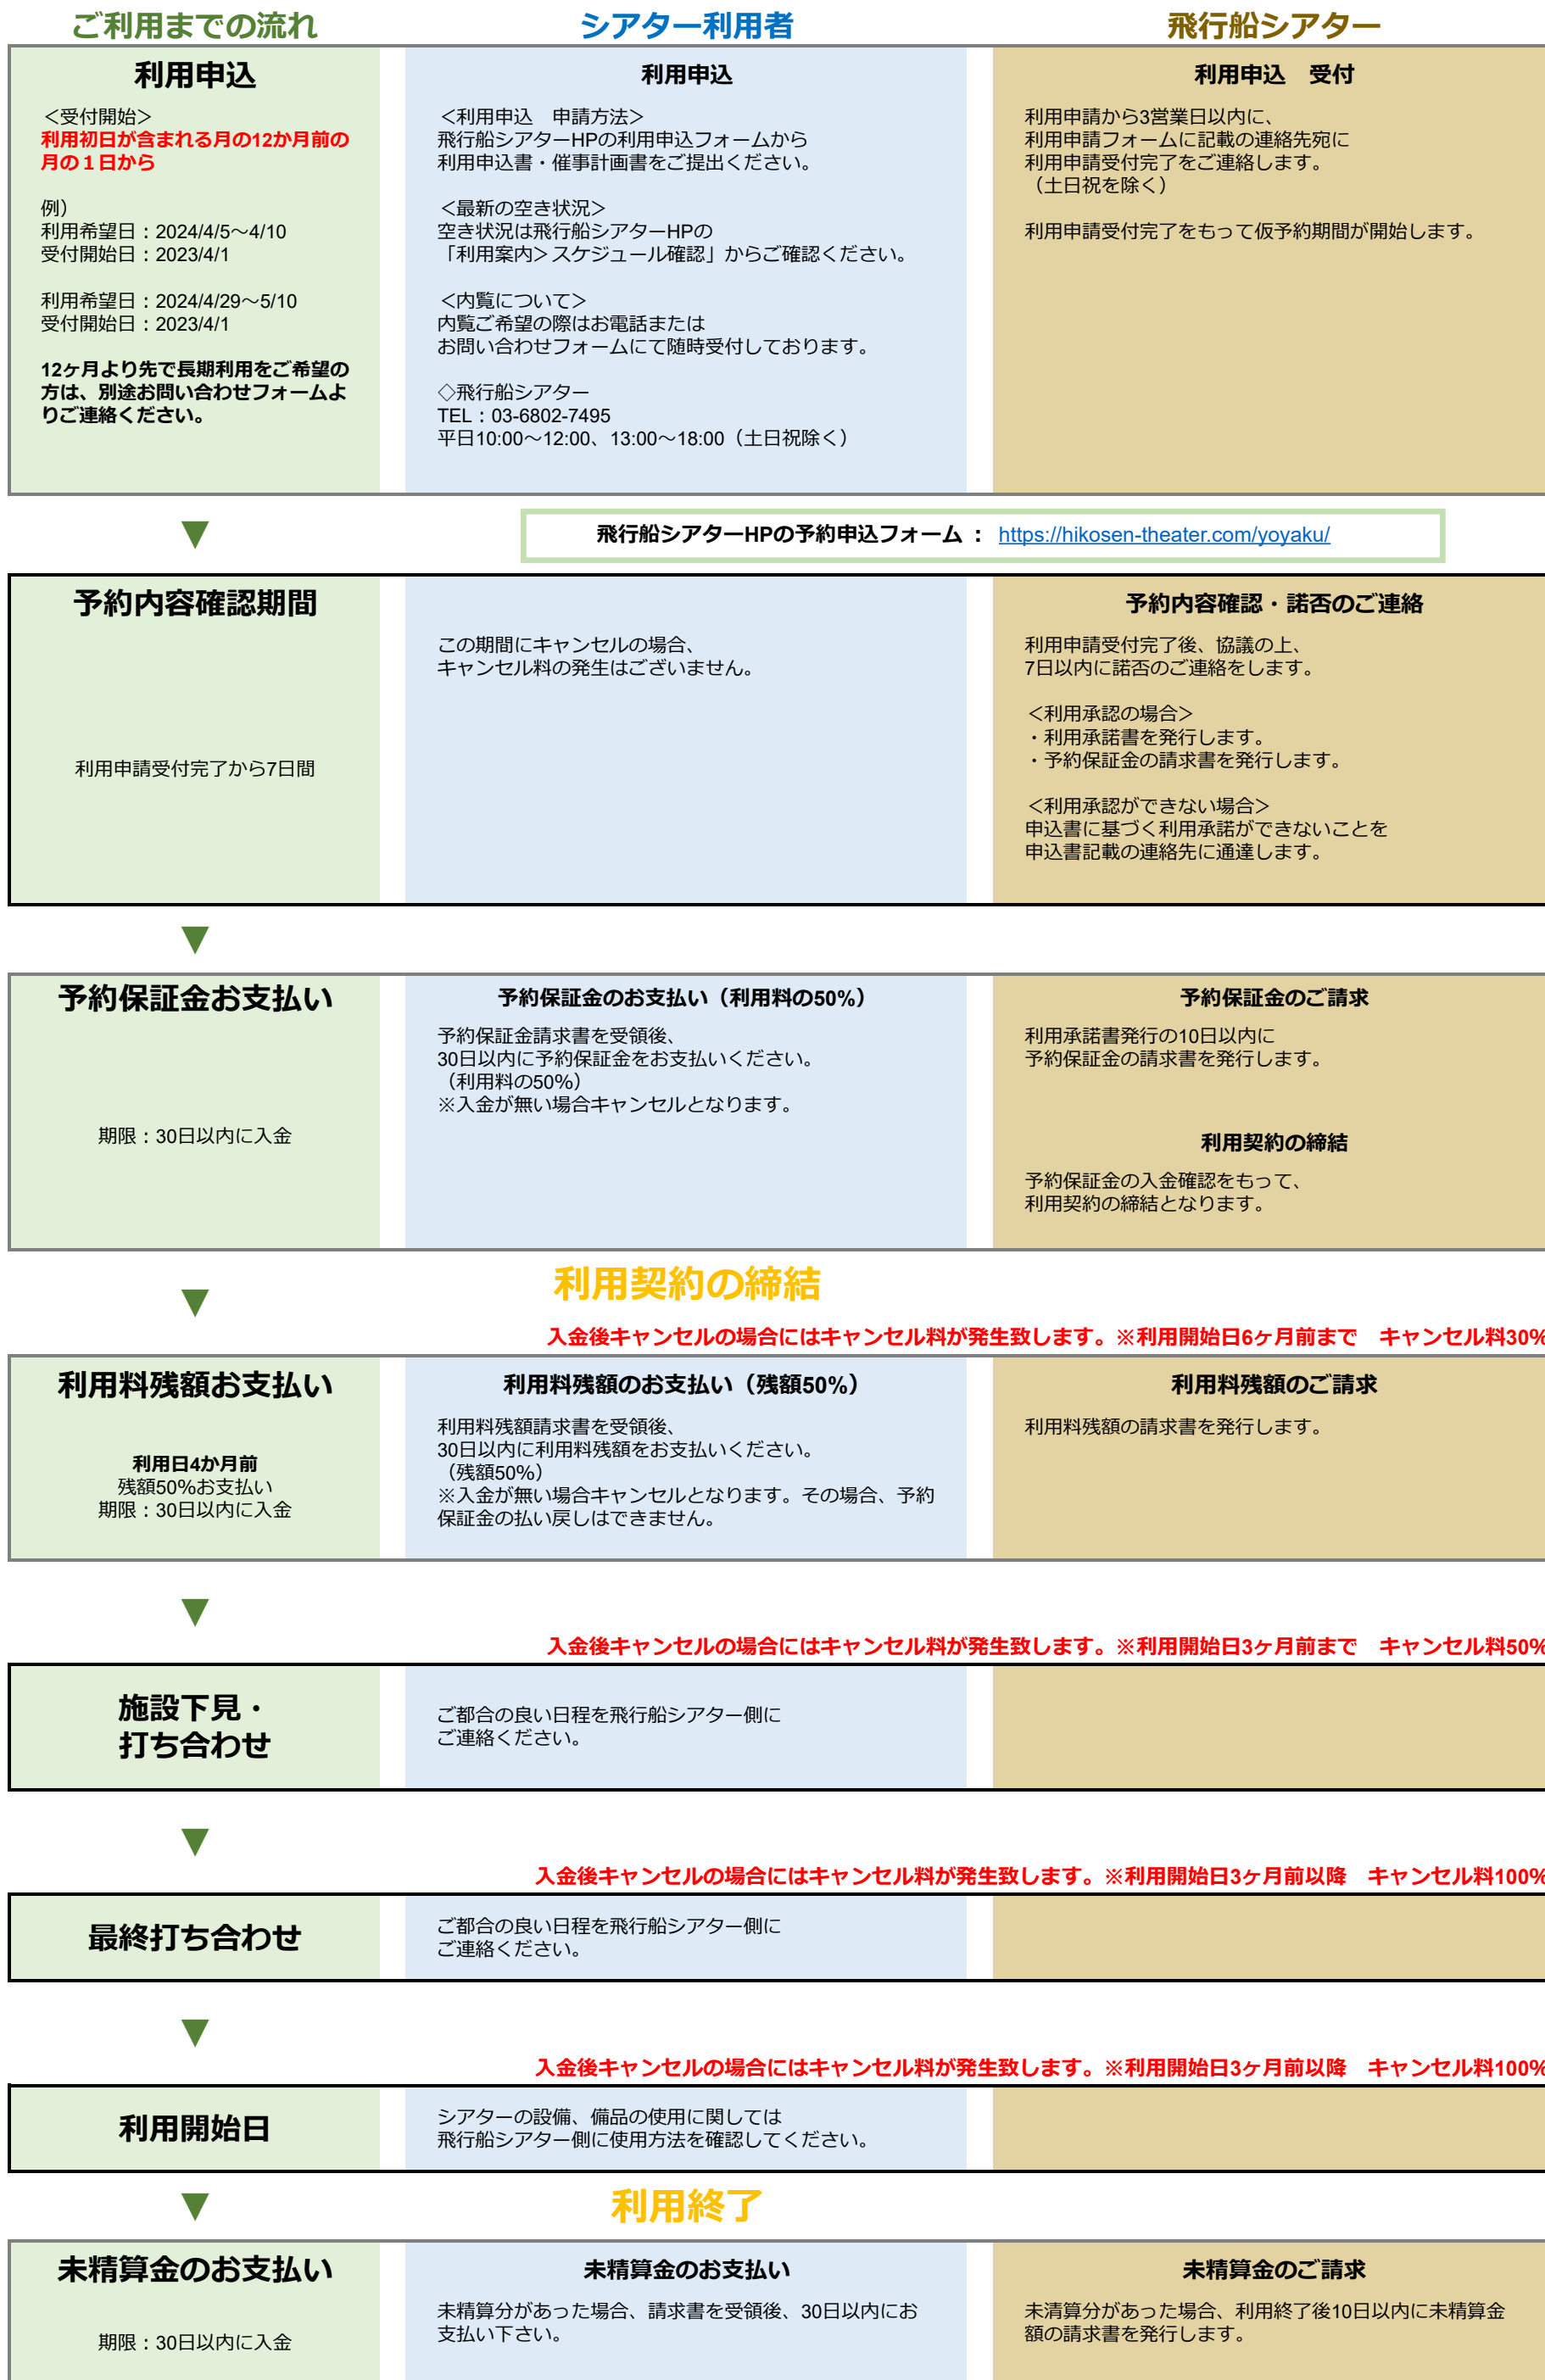 ご利用までの流れ
シアター利用者
飛行船シアター
利用申込
＜受付開始＞
利用初日が含まれる月の12か月前の
月の１日から
例）
利用希望日：2024/4/5～4/10
受付開始日：2023/4/1
利用希望日：2024/4/29～5/10
受付開始日：2023/4/1
12ヶ月より先で長期利用をご希望の
方は、別途お問い合わせフォームよ
りご連絡ください。
利用申込
＜利用申込　申請方法＞
飛行船シアターHPの利用申込フォームから
利用申込書・催事計画書をご提出ください。
＜最新の空き状況＞
空き状況は飛行船シアターHPの
「利用案内＞スケジュール確認」からご確認ください。
＜内覧について＞
内覧ご希望の際はお電話または
お問い合わせフォームにて随時受付しております。
◇飛行船シアター
TEL：03-6802-7495
平日10:00～12:00、13:00～18:00（土日祝除く）
利用申込　受付
利用申請から3営業日以内に、
利用申請フォームに記載の連絡先宛に
利用申請受付完了をご連絡します。
（土日祝を除く）
利用申請受付完了をもって仮予約期間が開始します。
▼
飛行船シアターHPの予約申込フォーム ： https://hikosen-theater.com/yoyaku/
予約内容確認期間
利用申請受付完了から7日間
この期間にキャンセルの場合、
キャンセル料の発生はございません。
予約内容確認・諾否のご連絡
利用申請受付完了後、協議の上、
7日以内に諾否のご連絡をします。
＜利用承認の場合＞
・利用承諾書を発行します。
・予約保証金の請求書を発行します。
＜利用承認ができない場合＞
申込書に基づく利用承諾ができないことを
申込書記載の連絡先に通達します。
▼
予約保証金お支払い
期限：30日以内に入金
予約保証金のお支払い（利用料の50%）
予約保証金請求書を受領後、
30日以内に予約保証金をお支払いください。
（利用料の50%）
※入金が無い場合キャンセルとなります。
予約保証金のご請求
利用承諾書発行の10日以内に
予約保証金の請求書を発行します。
利用契約の締結
予約保証金の入金確認をもって、
利用契約の締結となります。
▼
利用契約の締結
入金後キャンセルの場合にはキャンセル料が発生致します。※利用開始日6ヶ月前まで　キャンセル料30%
利用料残額お支払い
利用日4か月前
残額50%お支払い
期限：30日以内に入金
利用料残額のお支払い（残額50%）
利用料残額請求書を受領後、
30日以内に利用料残額をお支払いください。
（残額50%）
※入金が無い場合キャンセルとなります。その場合、予約
保証金の払い戻しはできません。
利用料残額のご請求
利用料残額の請求書を発行します。
▼
入金後キャンセルの場合にはキャンセル料が発生致します。※利用開始日3ヶ月前まで　キャンセル料50%
施設下見・
打ち合わせ
ご都合の良い日程を飛行船シアター側に
ご連絡ください。
▼
入金後キャンセルの場合にはキャンセル料が発生致します。※利用開始日3ヶ月前以降　キャンセル料100%
最終打ち合わせ
ご都合の良い日程を飛行船シアター側に
ご連絡ください。
▼
入金後キャンセルの場合にはキャンセル料が発生致します。※利用開始日3ヶ月前以降　キャンセル料100%
利用開始日
シアターの設備、備品の使用に関しては
飛行船シアター側に使用方法を確認してください。
▼
利用終了
未精算金のお支払い
期限：30日以内に入金
未精算金のお支払い
未精算分があった場合、請求書を受領後、30日以内にお
支払い下さい。
未精算金のご請求
未清算分があった場合、利用終了後10日以内に未精算金
額の請求書を発行します。